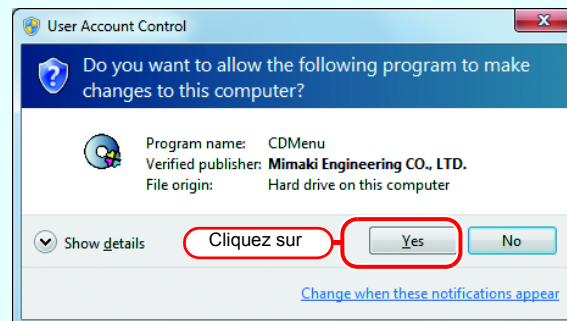 User Account Control
Do you want to allow the following program to make
changes to this computer?
Program name: CDMenu
Verified publisher: Mimaki Engineering CO., LTD.
File origin: Hard drive on this computer
Show details
Cliquez sur
Yes
No
Change when these notifications appear